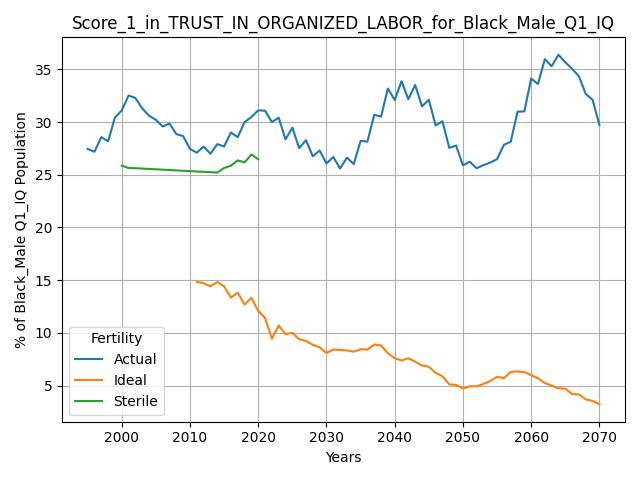 Score_1_in_TRUST_IN_ORGANIZED_LABOR_for_Black_Male_Q1_IQ
% of Black_Male Q1_IQ Population
35
30
25
20
15
10
5
Fertility
Actual
Ideal
Sterile
2000 2010 2020 2030 2040 2050 2060 2070
Years